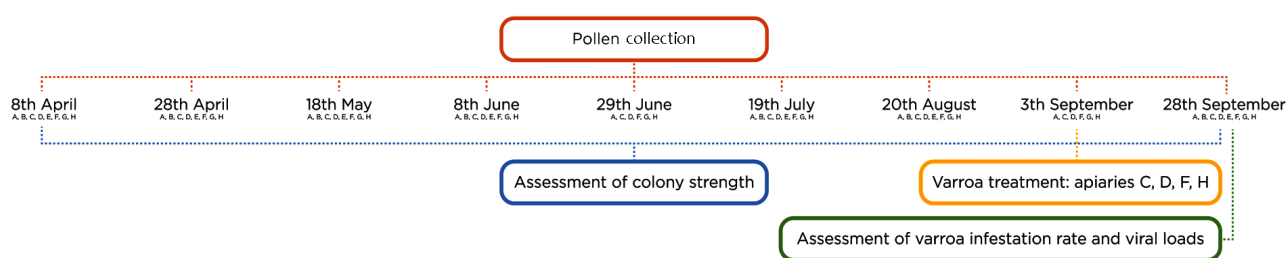 Pollen collection
8th April 28th April 18th May 8th June 29th June 19th July 20th August 3th September 28th September
A, B, C, D, E, F, G, H A, B, C, D, E, F, G, H A, B, C, D, E, F, G, H A, B, C, D, E, F, G, H A, C, D, F, G, H A, B, C, D, E, F, G, H A, B, C, D, E, F, G, H A, C, D, F, G, H A, B, C, D, E, F, G, H
Assessment of colony strength Varroa treatment: apiaries C, D, F, H
Assessment of varroa infestation rate and viral loads